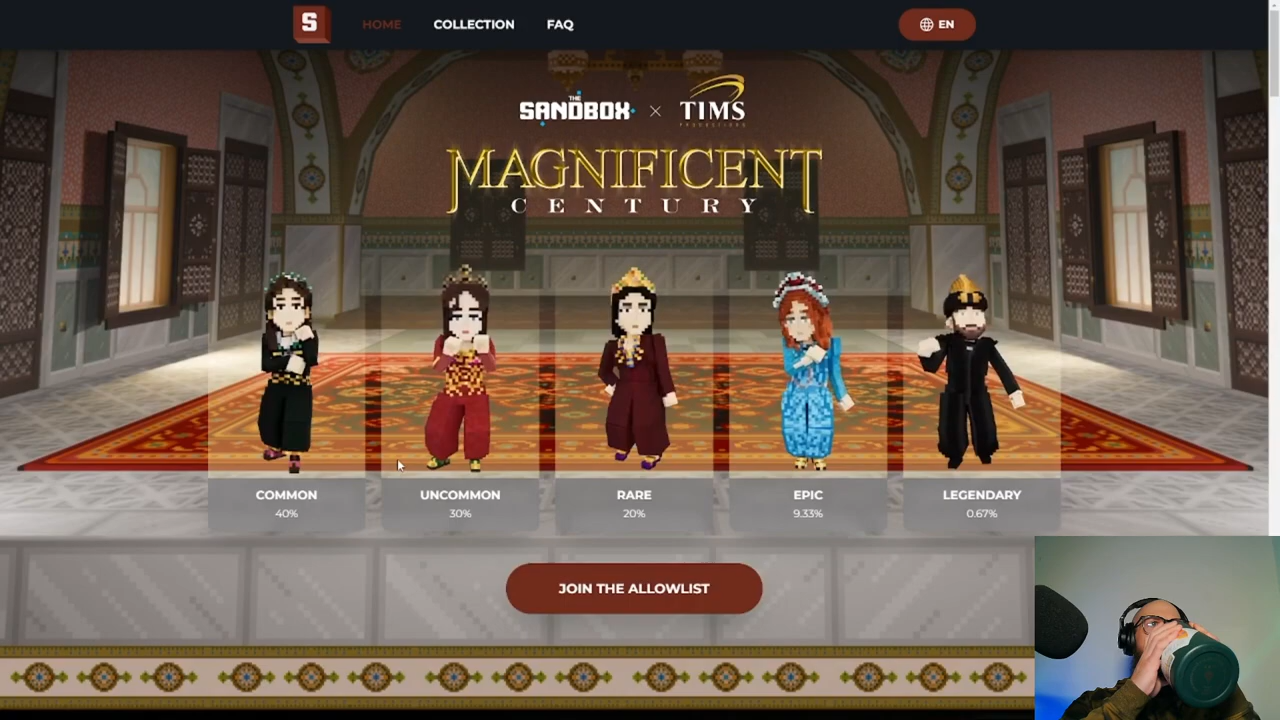 S
HOME
COLLECTION
FAQ
EN
THE
SANDBOX
TIMS
PRODUCTIONS
MAGNIFICENT
CENTURY
COMMON
40%
UNCOMMON
30%
RARE
20%
EPIC
9.33%
LEGENDARY
0.67%
JOIN THE ALLOWLIST